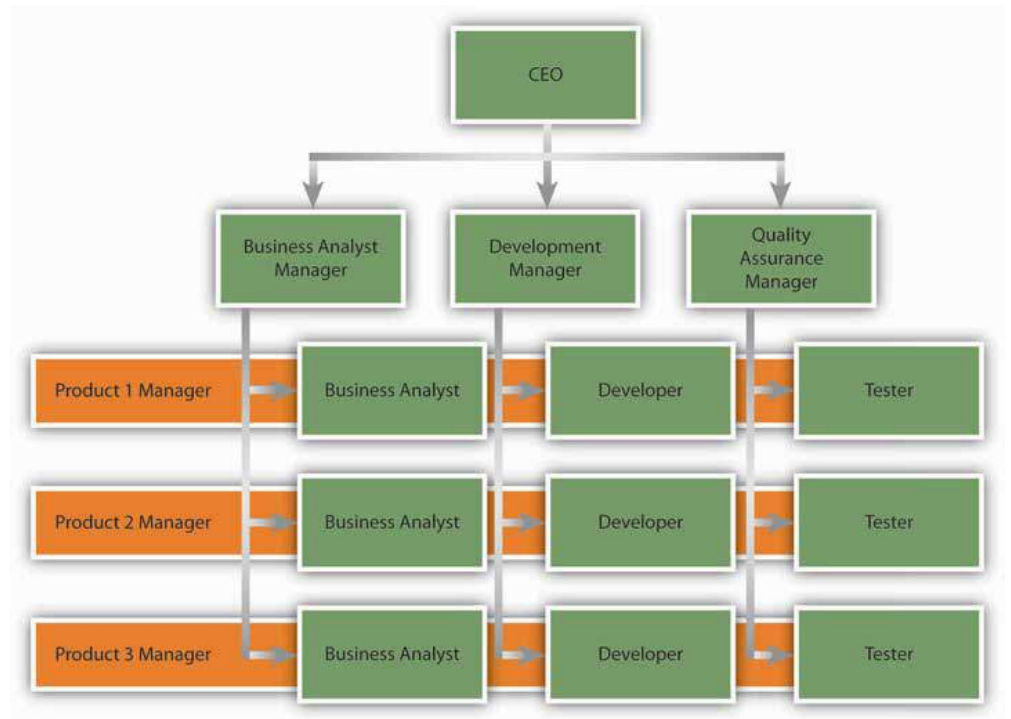 CEO
Business Analyst
Manager
Development
Manager
Quality
Assurance
Manager
Product 1 Manager
Business Analyst
Developer
Tester
Product 2 Manager
Business Analyst
Developer
Tester
Product 3 Manager
Business Analyst
Developer
Tester